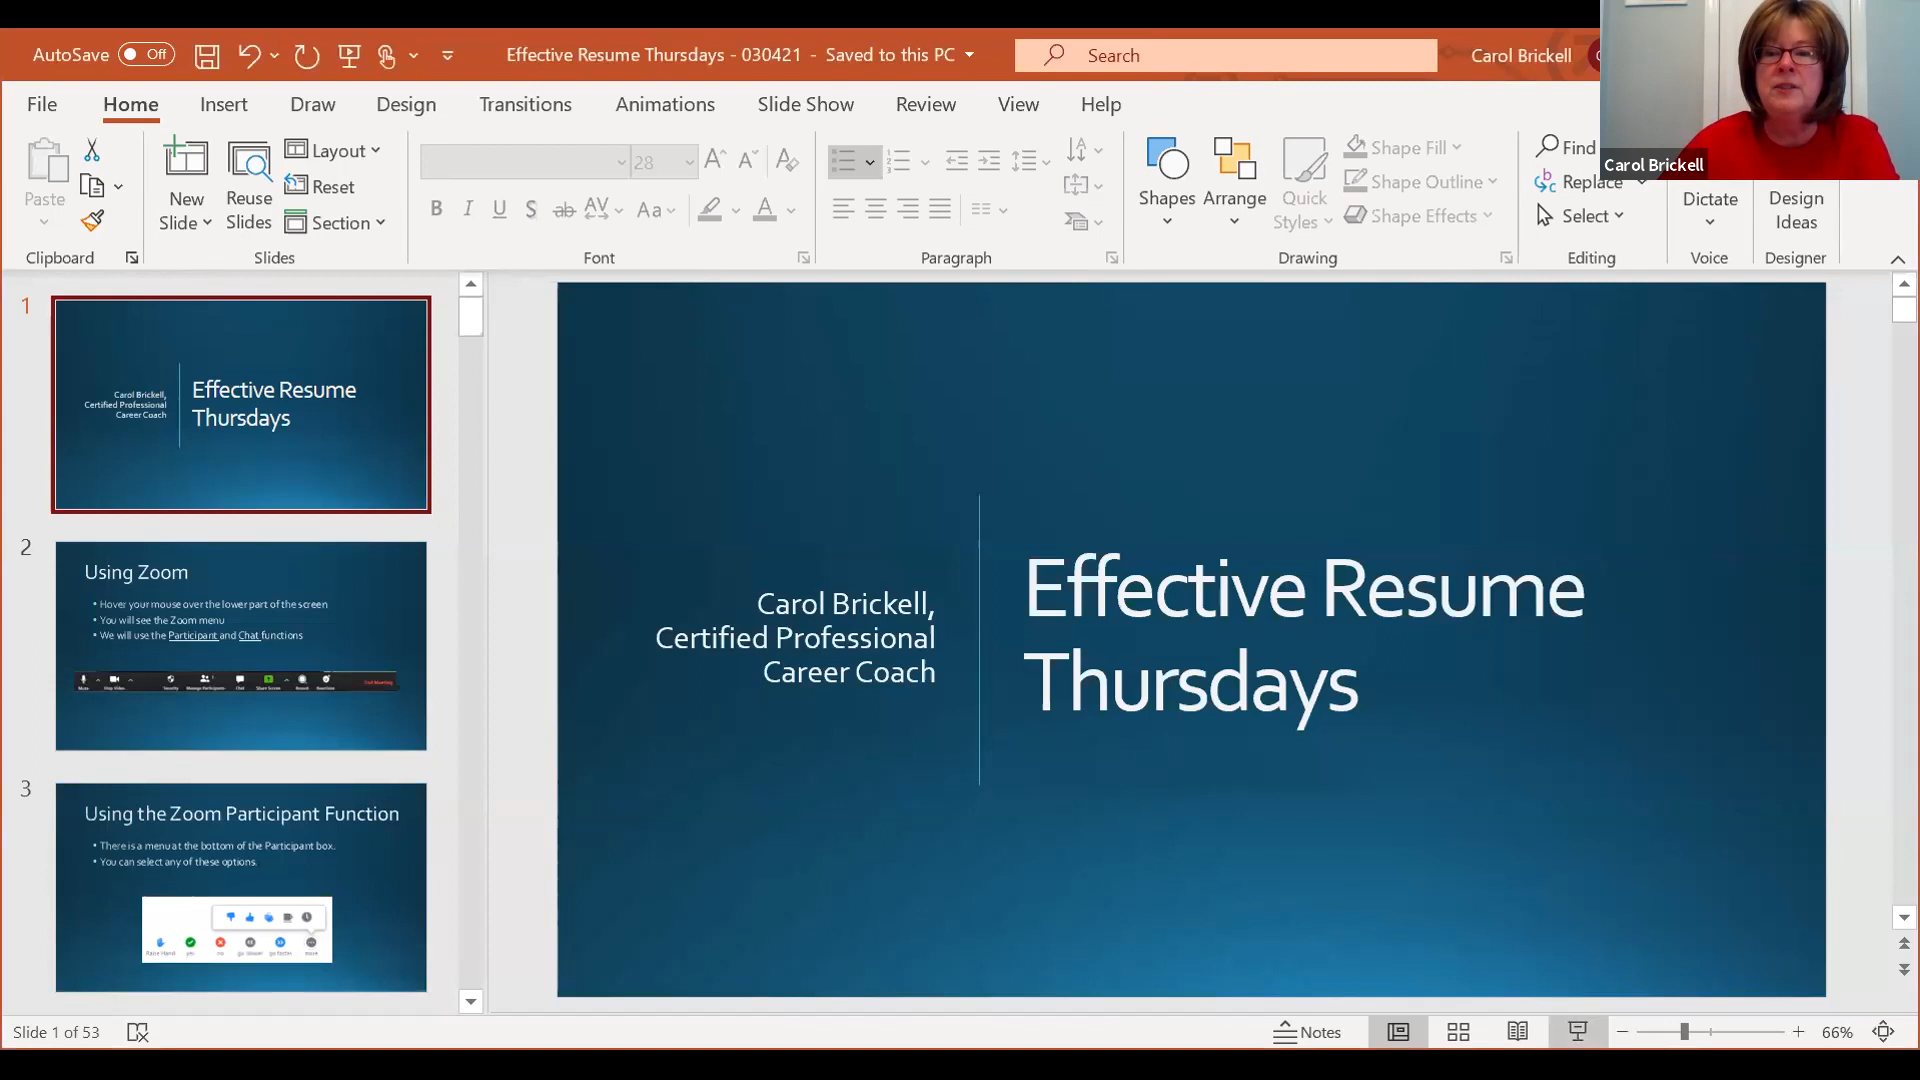 AutoSave Off
Effective Resume Thursdays - 030421 - Saved to this PC
Search
Carol Brickell
File Home Insert Draw Design Transitions Animations Slide Show Review View Help
Paste
Clipboard
New Slide
Reuse Slides
Layout
Reset
Section
Slides
28
B I U S ab AV Aa A
Font
Paragraph
Shapes
Arrange
Quick Styles
Shape Fill
Shape Outline
Shape Effects
Drawing
Find
Replace
Select
Editing
Dictate
Voice
Design Ideas
Designer
Carol Brickell
1
Carol Brickell,
Certified Professional
Career Coach
Effective Resume
Thursdays
2
Using Zoom
• Hover your mouse over the lower part of the screen
• You will see the Zoom menu
• We will use the Participant and Chat functions
3
Using the Zoom Participant Function
• There is a menu at the bottom of the Participant box.
• You can select any of these options.
Carol Brickell,
Certified Professional
Career Coach
Effective Resume
Thursdays
Slide 1 of 53
Notes
66%